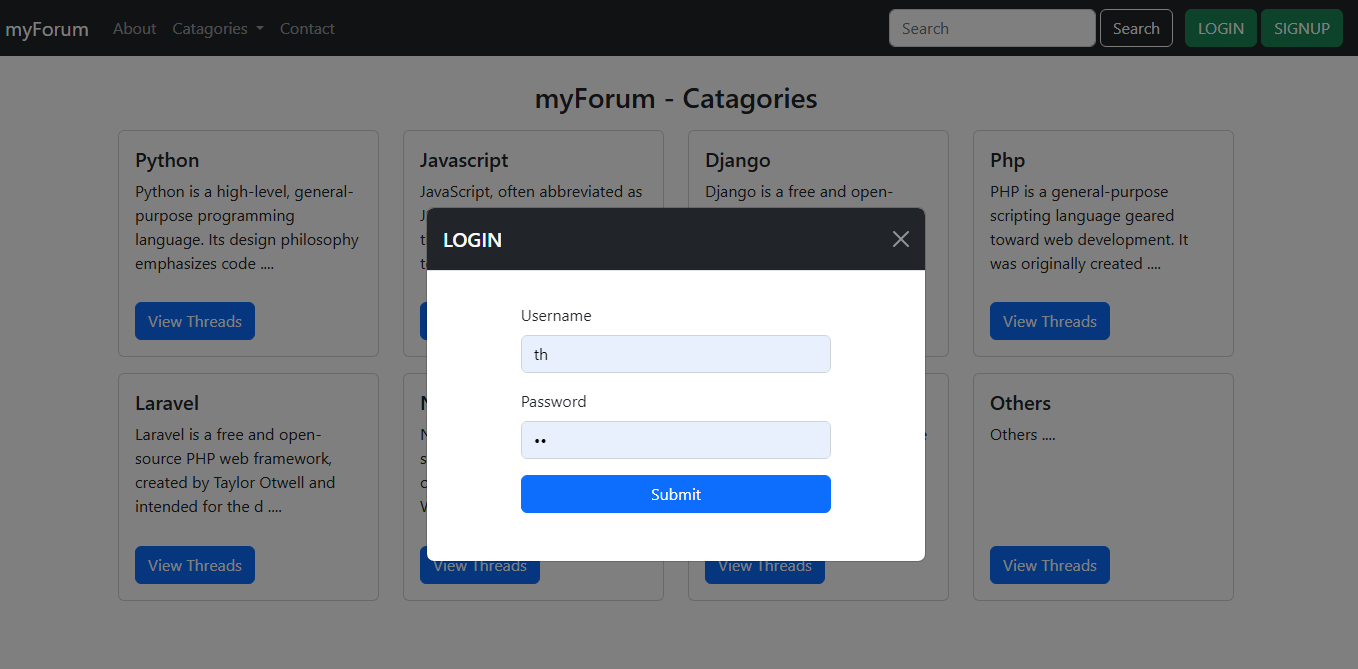 myForum About Catagories Contact Search Search LOGIN SIGNUP
myForum - Catagories
Python
Python is a high-level, general-
purpose programming
language. Its design philosophy
emphasizes code ....
View Threads
Javascript
JavaScript, often abbreviated as
Django
Django is a free and open-
Php
PHP is a general-purpose
scripting language geared
toward web development. It
was originally created ....
View Threads
LOGIN
Username
th
Password
••
Submit
Laravel
Laravel is a free and open-
source PHP web framework,
created by Taylor Otwell and
intended for the d ....
View Threads
View Threads
View Threads
Others
Others ....
View Threads